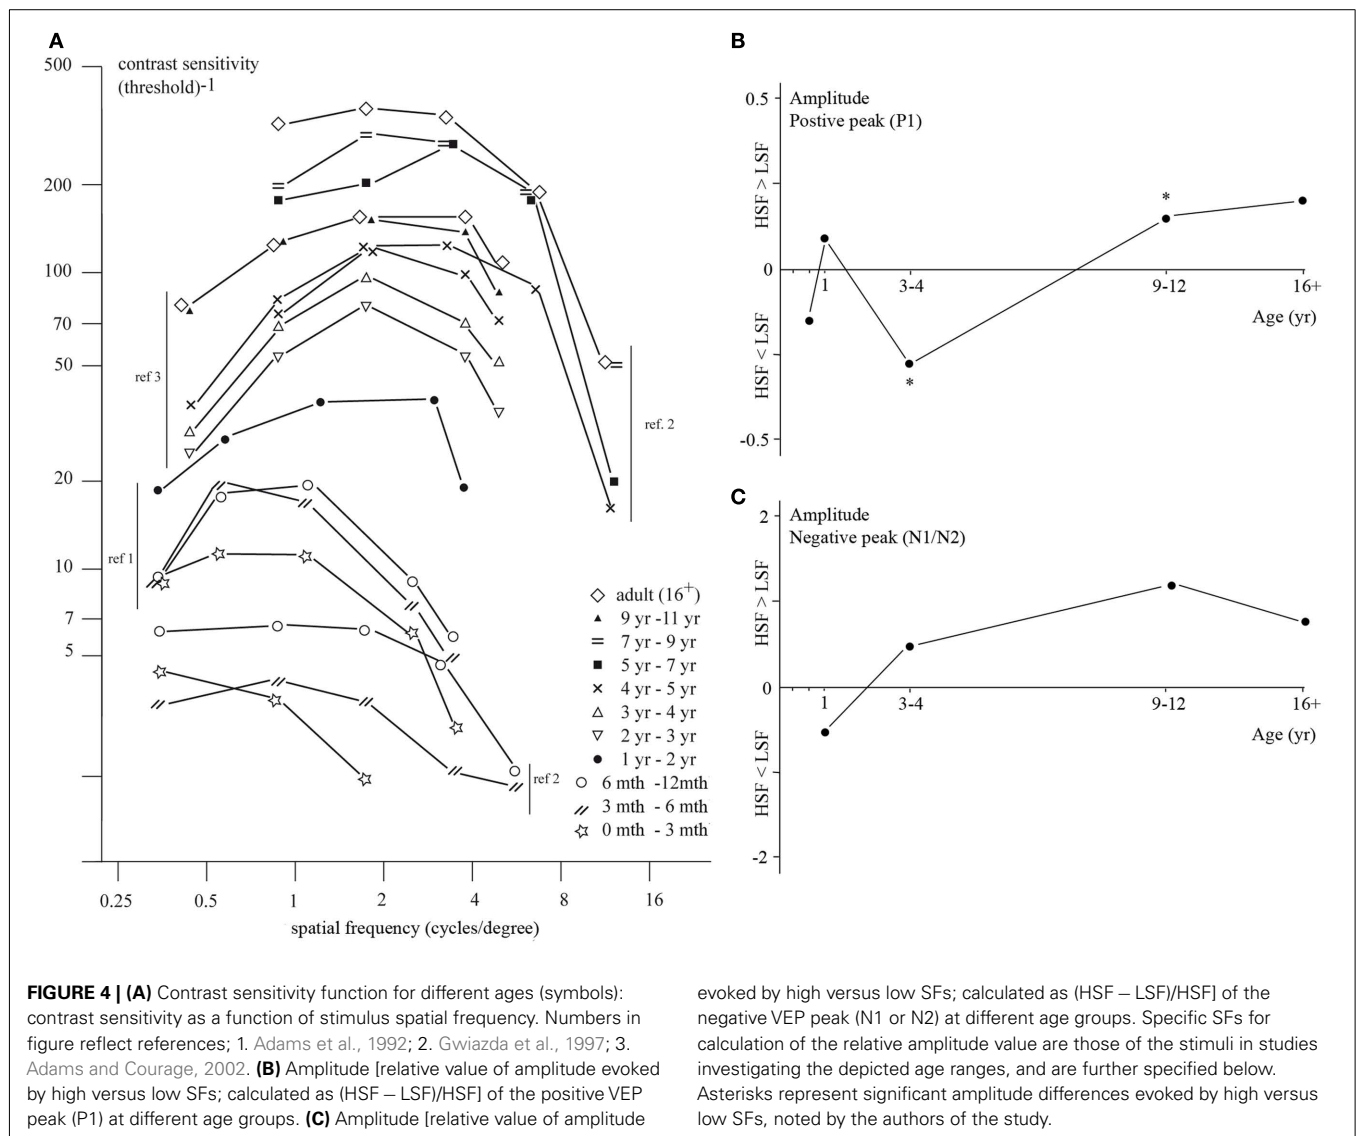 A
500
200
100
70
50
20
10
7
5
contrast sensitivity
(threshold)-1
ref 3
ref 1
ref. 2
ref 2
adult (16+)
9 yr -11 yr
7 yr - 9 yr
5 yr - 7 yr
4 yr - 5 yr
3 yr - 4 yr
2 yr - 3 yr
1 yr - 2 yr
6 mth -12mth
3 mth - 6 mth
0 mth - 3 mth
0.25 0.5 1 2 4 8 16
spatial frequency (cycles/degree)
B
0.5
0
-0.5
Amplitude
Postive peak (P1)
HSF > LSF
HSF < LSF
*
*
1 3-4 9-12 16+
Age (yr)
C
2
0
-2
Amplitude
Negative peak (N1/N2)
HSF > LSF
HSF < LSF
1 3-4 9-12 16+
Age (yr)
FIGURE 4 | (A) Contrast sensitivity function for different ages (symbols):
contrast sensitivity as a function of stimulus spatial frequency. Numbers in
figure reflect references; 1. Adams et al., 1992; 2. Gwiazda et al., 1997; 3.
Adams and Courage, 2002. (B) Amplitude [relative value of amplitude evoked
by high versus low SFs; calculated as (HSF – LSF)/HSF] of the positive VEP
peak (P1) at different age groups. (C) Amplitude [relative value of amplitude
evoked by high versus low SFs; calculated as (HSF – LSF)/HSF] of the
negative VEP peak (N1 or N2) at different age groups. Specific SFs for
calculation of the relative amplitude value are those of the stimuli in studies
investigating the depicted age ranges, and are further specified below.
Asterisks represent significant amplitude differences evoked by high versus
low SFs, noted by the authors of the study.